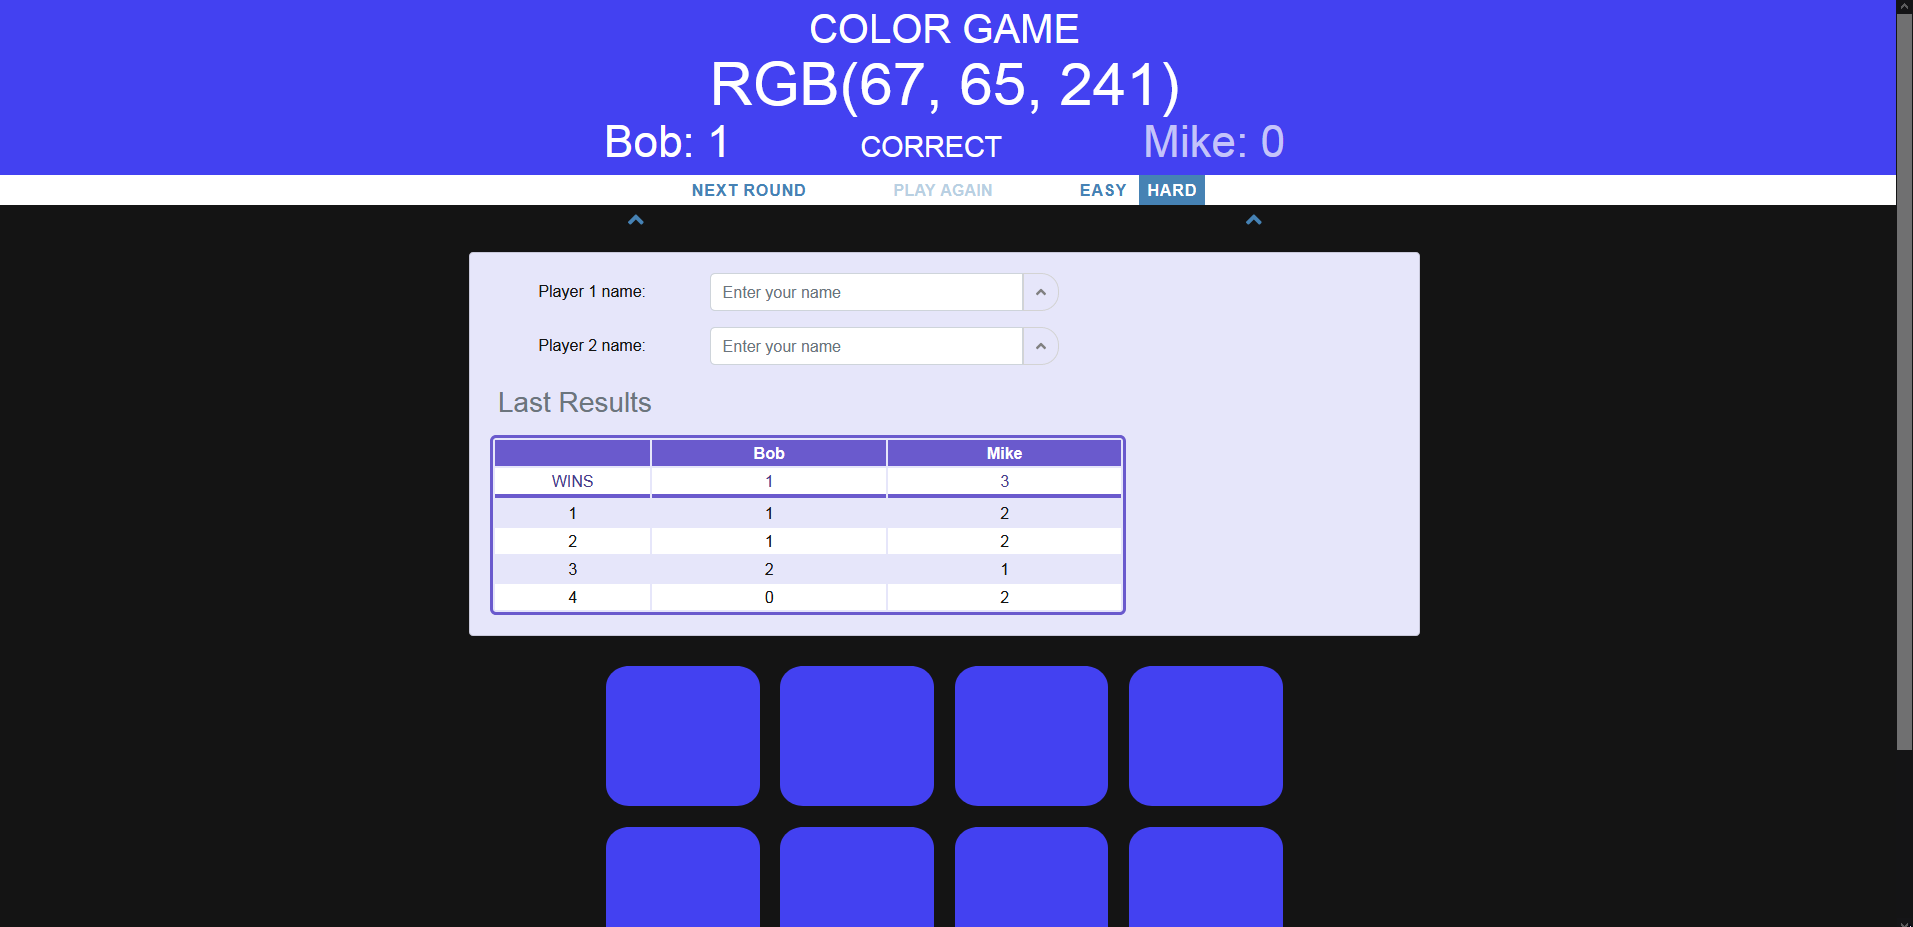 COLOR GAME
RGB(67, 65, 241)
Bob: 1 CORRECT Mike: 0
NEXT ROUND PLAY AGAIN EASY HARD
Player 1 name: Enter your name
Player 2 name: Enter your name
Last Results
Bob Mike
WINS 1 3
1 1 2
2 1 2
3 2 1
4 0 2